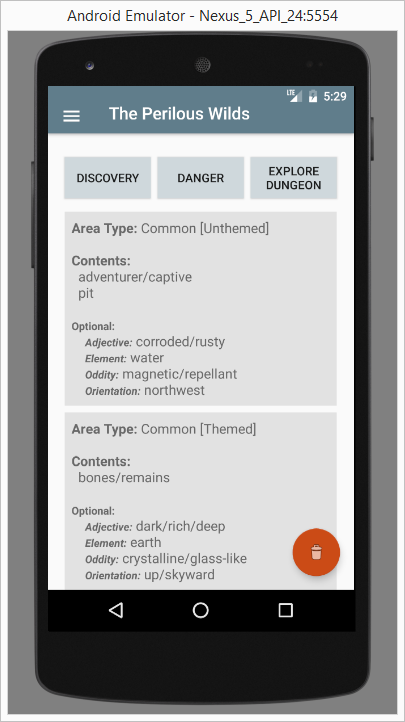 Android Emulator - Nexus_5_API_24:5554
LTE 5:29
The Perilous Wilds
DISCOVERY
DANGER
EXPLORE
DUNGEON
Area Type: Common [Unthemed]
Contents:
adventurer/captive
pit
Optional:
Adjective: corroded/rusty
Element: water
Oddity: magnetic/repellant
Orientation: northwest
Area Type: Common [Themed]
Contents:
bones/remains
Optional:
Adjective: dark/rich/deep
Element: earth
Oddity: crystalline/glass-like
Orientation: up/skyward